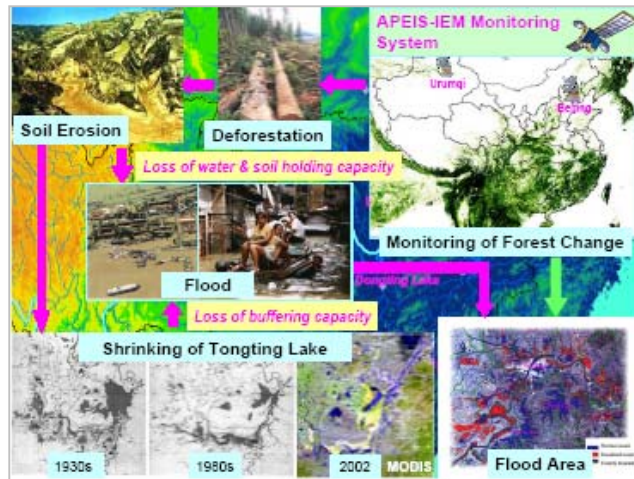 APEIS-IEM Monitoring
System
Urumqi
Beijing
Soil Erosion
Deforestation
Loss of water & soil holding capacity
Monitoring of Forest Change
Flood
Dongting Lake
Loss of buffering capacity
Shrinking of Tongting Lake
1930s
1980s
2002
MODIS
Flood Area